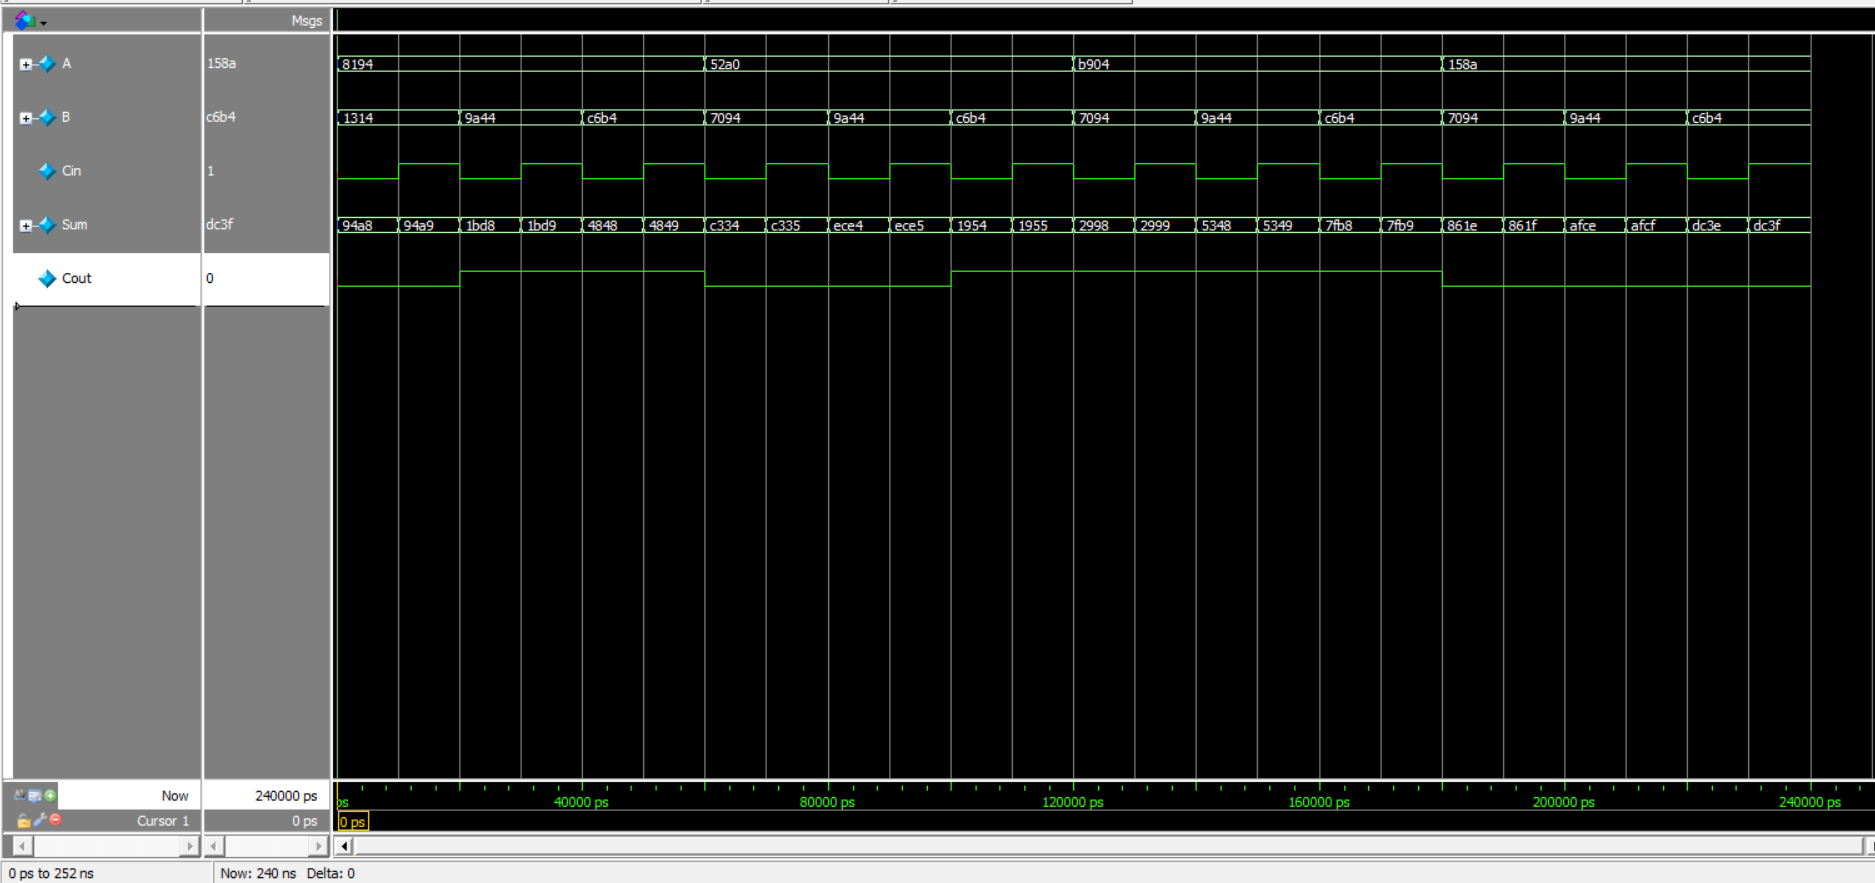 Msgs
A 158a 8194 52a0 b904 158a
B c6b4 1314 9a44 c6b4 7094 9a44 c6b4 7094 9a44 c6b4 7094 9a44 c6b4
Cin 1
Sum dc3f 94a8 94a9 1bd8 1bd9 4848 4849 c334 c335 ece4 ece5 1954 1955 2998 2999 5348 5349 7fb8 7fb9 861e 861f afce afcf dc3e dc3f
Cout 0
Now 240000 ps ps 40000 ps 80000 ps 120000 ps 160000 ps 200000 ps 240000 ps
Cursor 1 0 ps 0 ps
0 ps to 252 ns Now: 240 ns Delta: 0